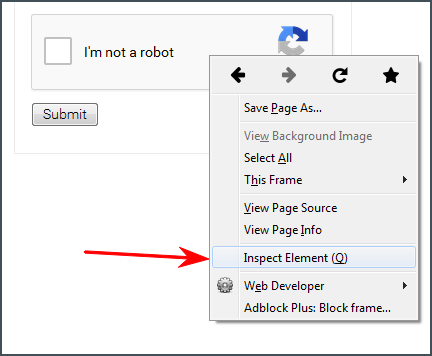 I'm not a robot
Submit
Save Page As...
View Background Image
Select All
This Frame
View Page Source
View Page Info
Inspect Element (Q)
Web Developer
Adblock Plus: Block frame...